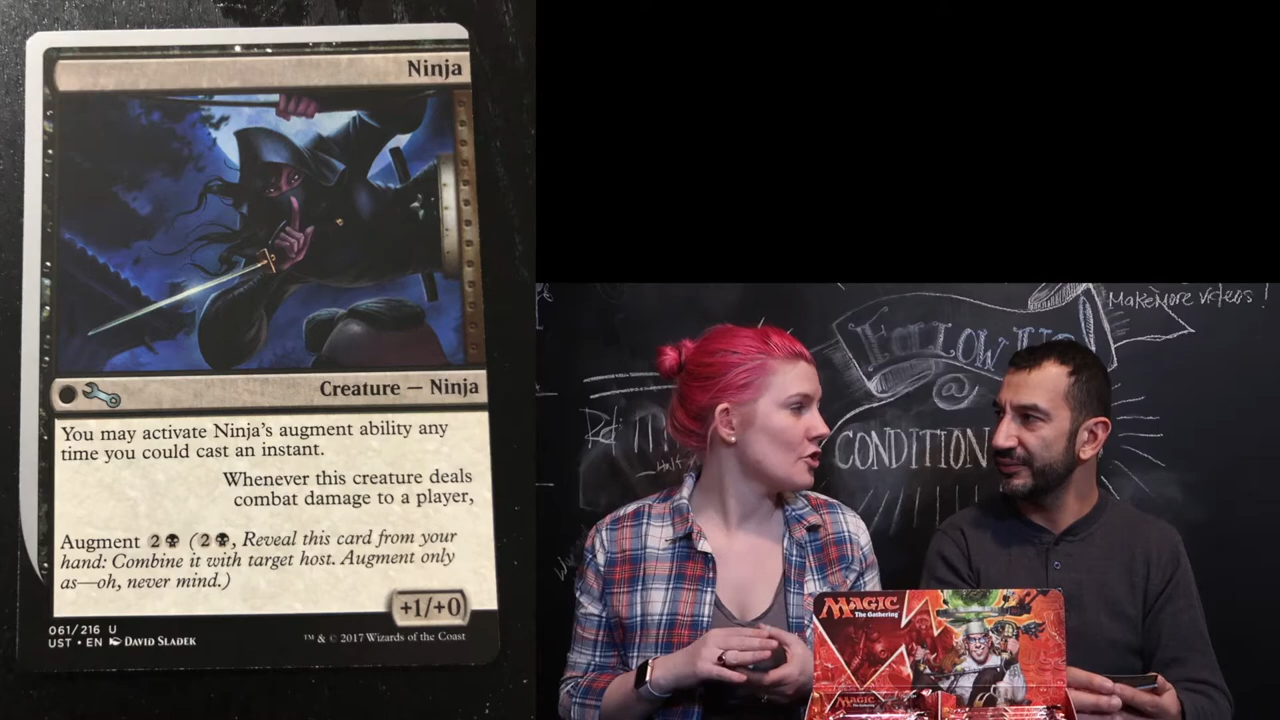 Ninja
Creature — Ninja
You may activate Ninja's augment ability any
time you could cast an instant.
Whenever this creature deals
combat damage to a player,
Augment 2 (2, Reveal this card from your
hand: Combine it with target host. Augment only
as—oh, never mind.)
+1/+0
061/216 U
UST • EN DAVID SLADEK
™ & © 2017 Wizards of the Coast
Make More Videos!
FOLLOW US
@
CONDITION
MAGIC
The Gathering
MAGIC